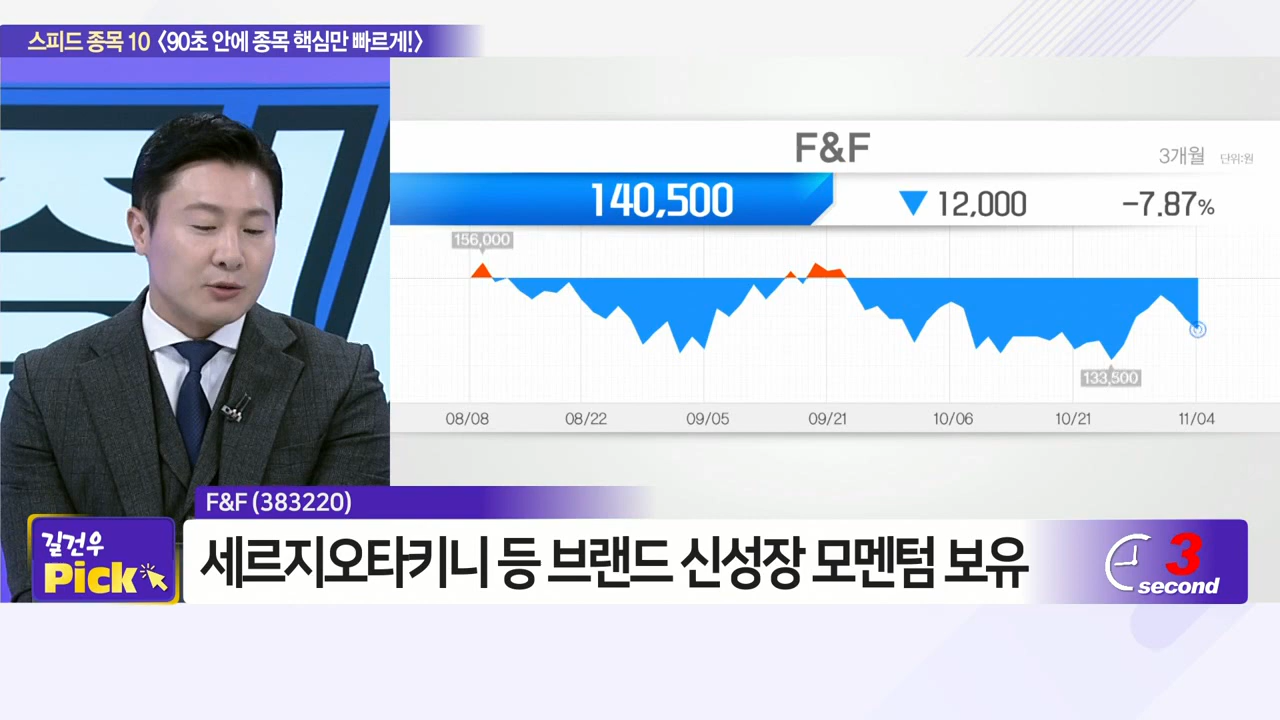 스피드 종목 10 〈90초 안에 종목 핵심만 빠르게!〉
F&F
3개월 단위:원
140,500 ▼ 12,000 -7.87%
156,000
133,500
08/08 08/22 09/05 09/21 10/06 10/21 11/04
F&F (383220)
길건우
Pick
세르지오타키니 등 브랜드 신성장 모멘텀 보유
3
second